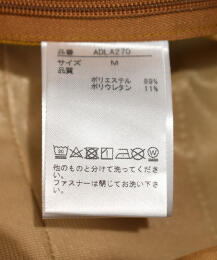 品番 ADLA270
サイズ M
品質
ポリエステル 89%
ポリウレタン 11%
他のものと分けて洗ってください。
ファスナーは閉じてお洗い下さい。